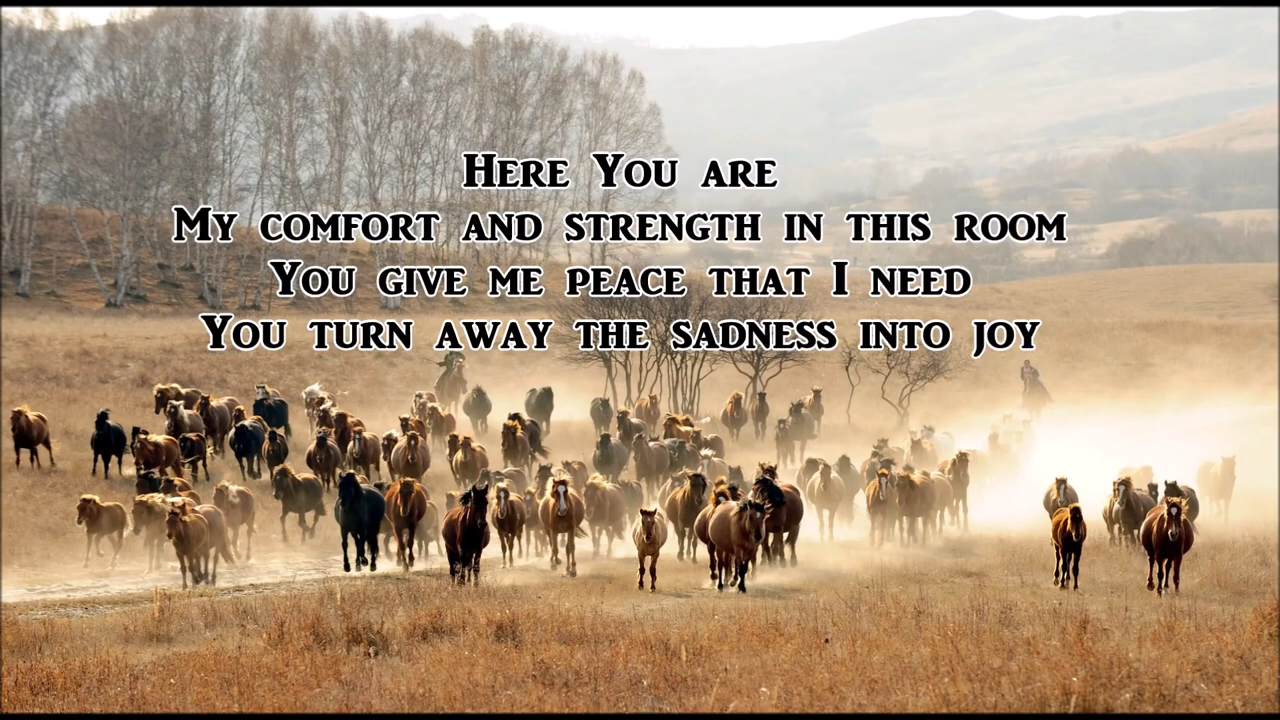 Here You are
My comfort and strength in this room
You give me peace that I need
You turn away the sadness into joy